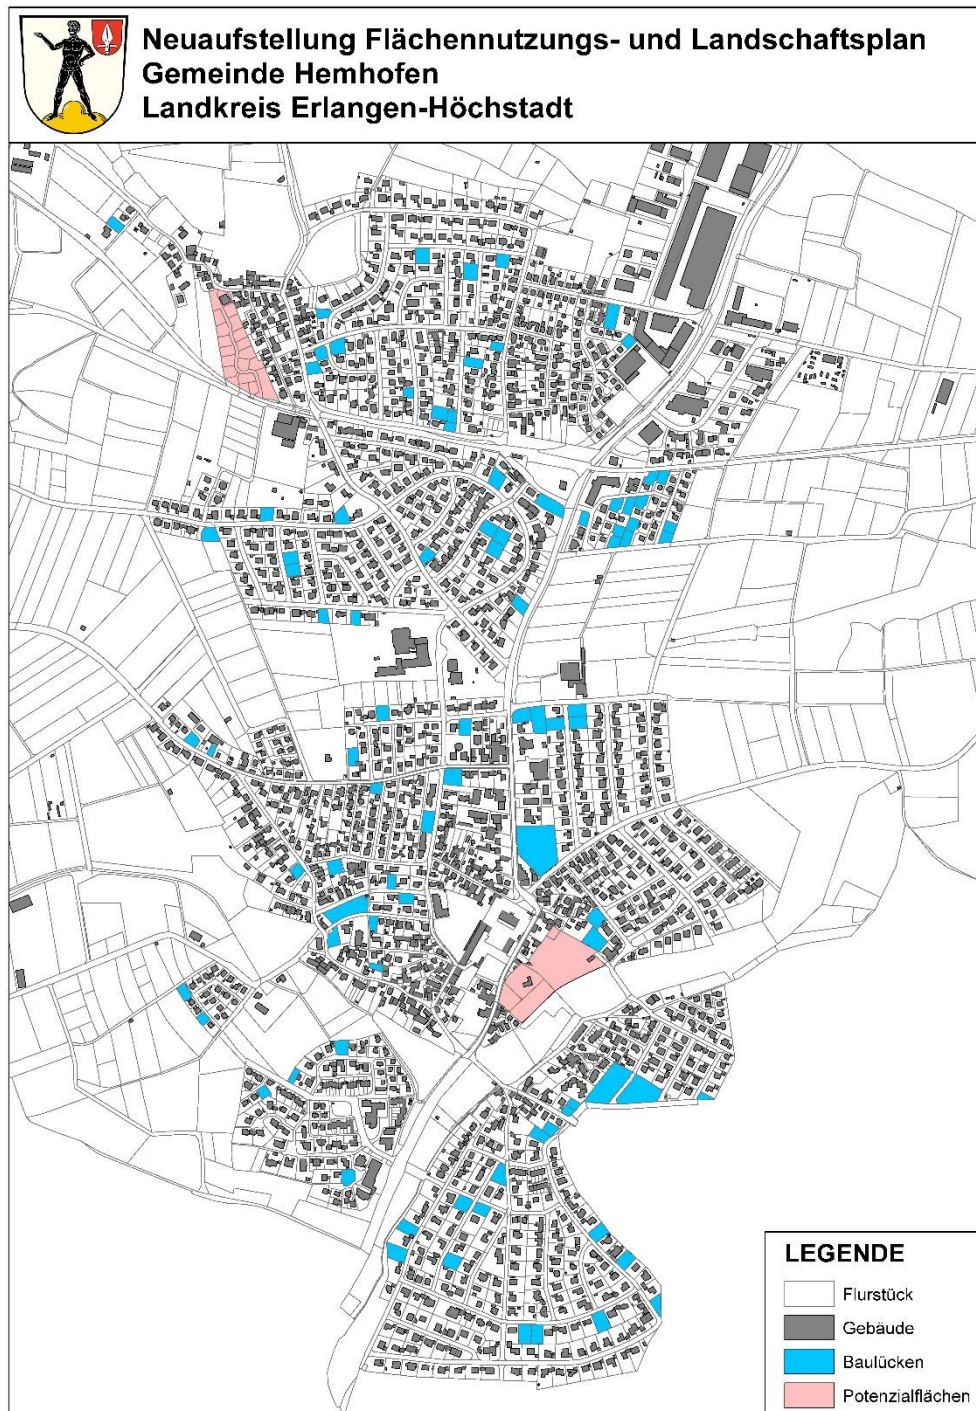 Neuaufstellung Flächennutzungs- und Landschaftsplan
Gemeinde Hemhofen
Landkreis Erlangen-Höchstadt
LEGENDE
Flurstück
Gebäude
Baulücken
Potenzialflächen